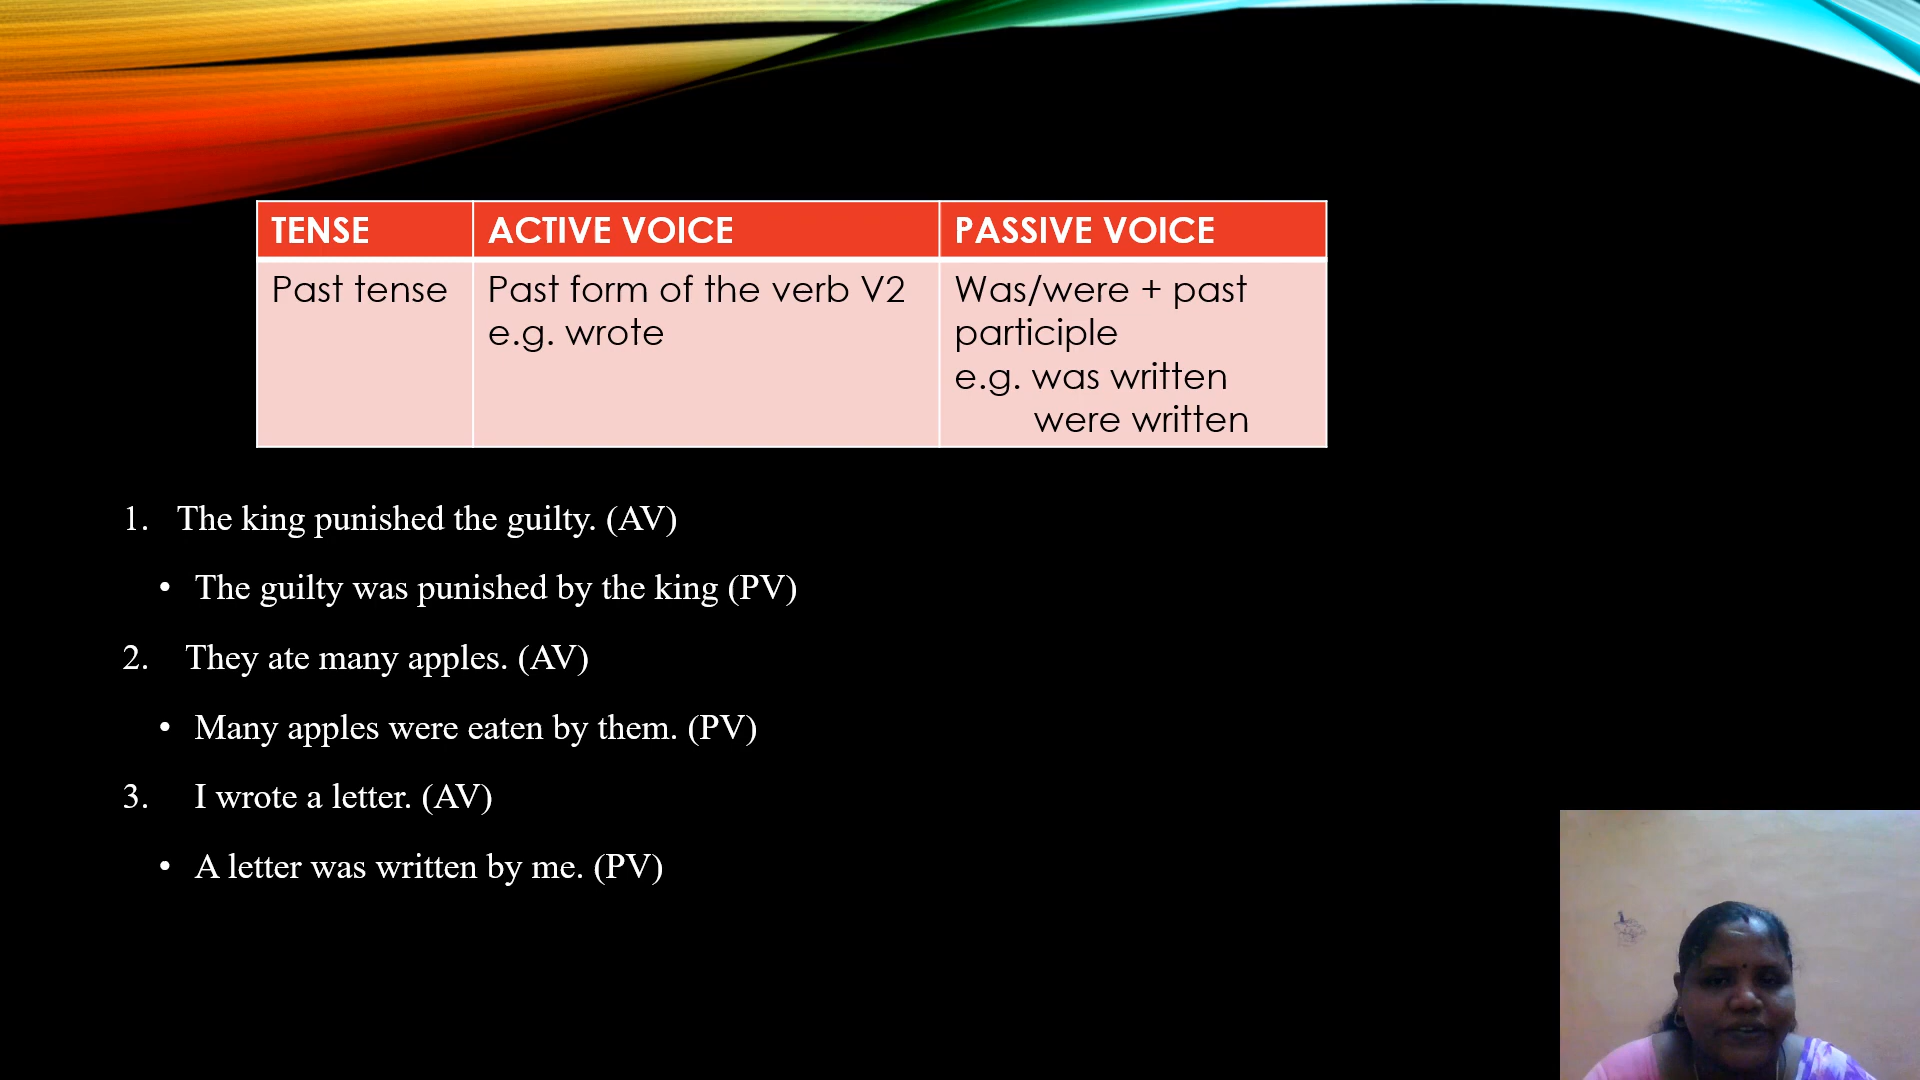 TENSE
ACTIVE VOICE
PASSIVE VOICE
Past tense
Past form of the verb V2
e.g. wrote
Was/were + past
participle
e.g. was written
were written
1. The king punished the guilty. (AV)
• The guilty was punished by the king (PV)
2. They ate many apples. (AV)
• Many apples were eaten by them. (PV)
3. I wrote a letter. (AV)
• A letter was written by me. (PV)